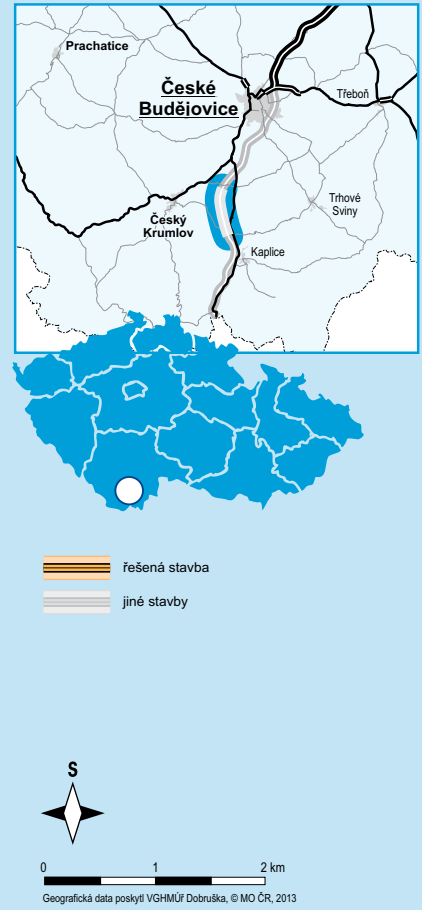 Prachatice
České
Budějovice
Třeboň
Trhové
Sviny
Český
Krumlov
Kaplice
řešená stavba
jiné stavby
S
0 1 2 km
Geografická data poskytl VGHMÚř Dobruška, © MO ČR, 2013